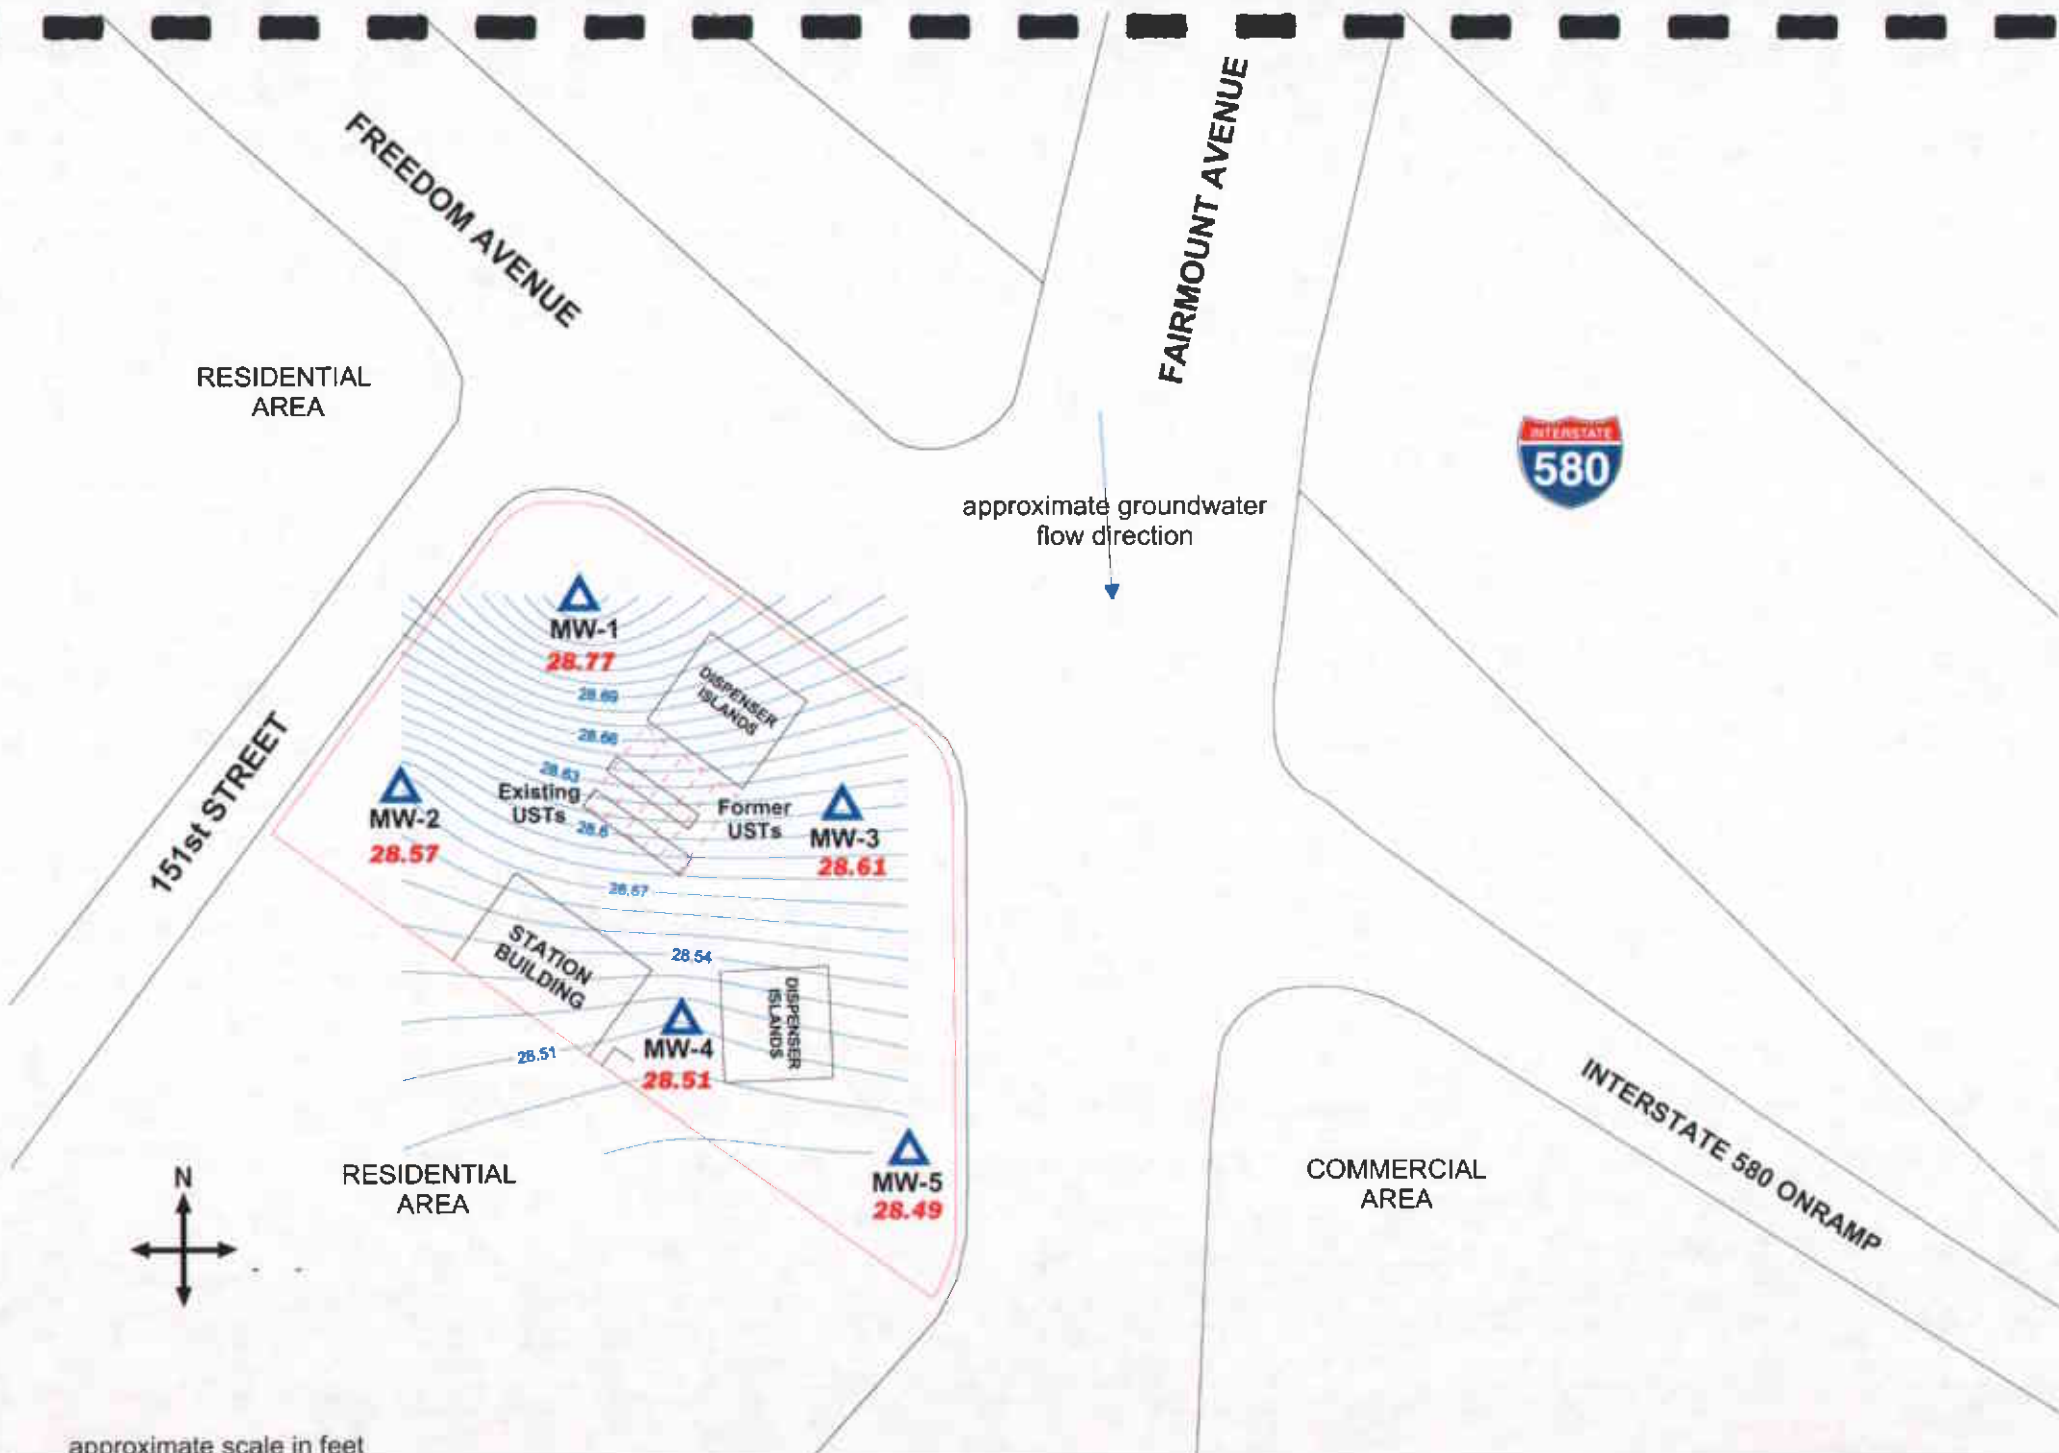 FREEDOM AVENUE
FAIRMOUNT AVENUE
RESIDENTIAL
AREA
INTERSTATE
580
approximate groundwater
flow direction
MW-1
28.77
28.69
28.66
28.63
28.6
28.57
28.54
28.51
DISPENSER
ISLANDS
Existing
USTs
Former
USTs
MW-2
28.57
MW-3
28.61
151st STREET
STATION
BUILDING
DISPENSER
ISLANDS
MW-4
28.51
MW-5
28.49
N
RESIDENTIAL
AREA
COMMERCIAL
AREA
INTERSTATE 580 ONRAMP
approximate scale in feet